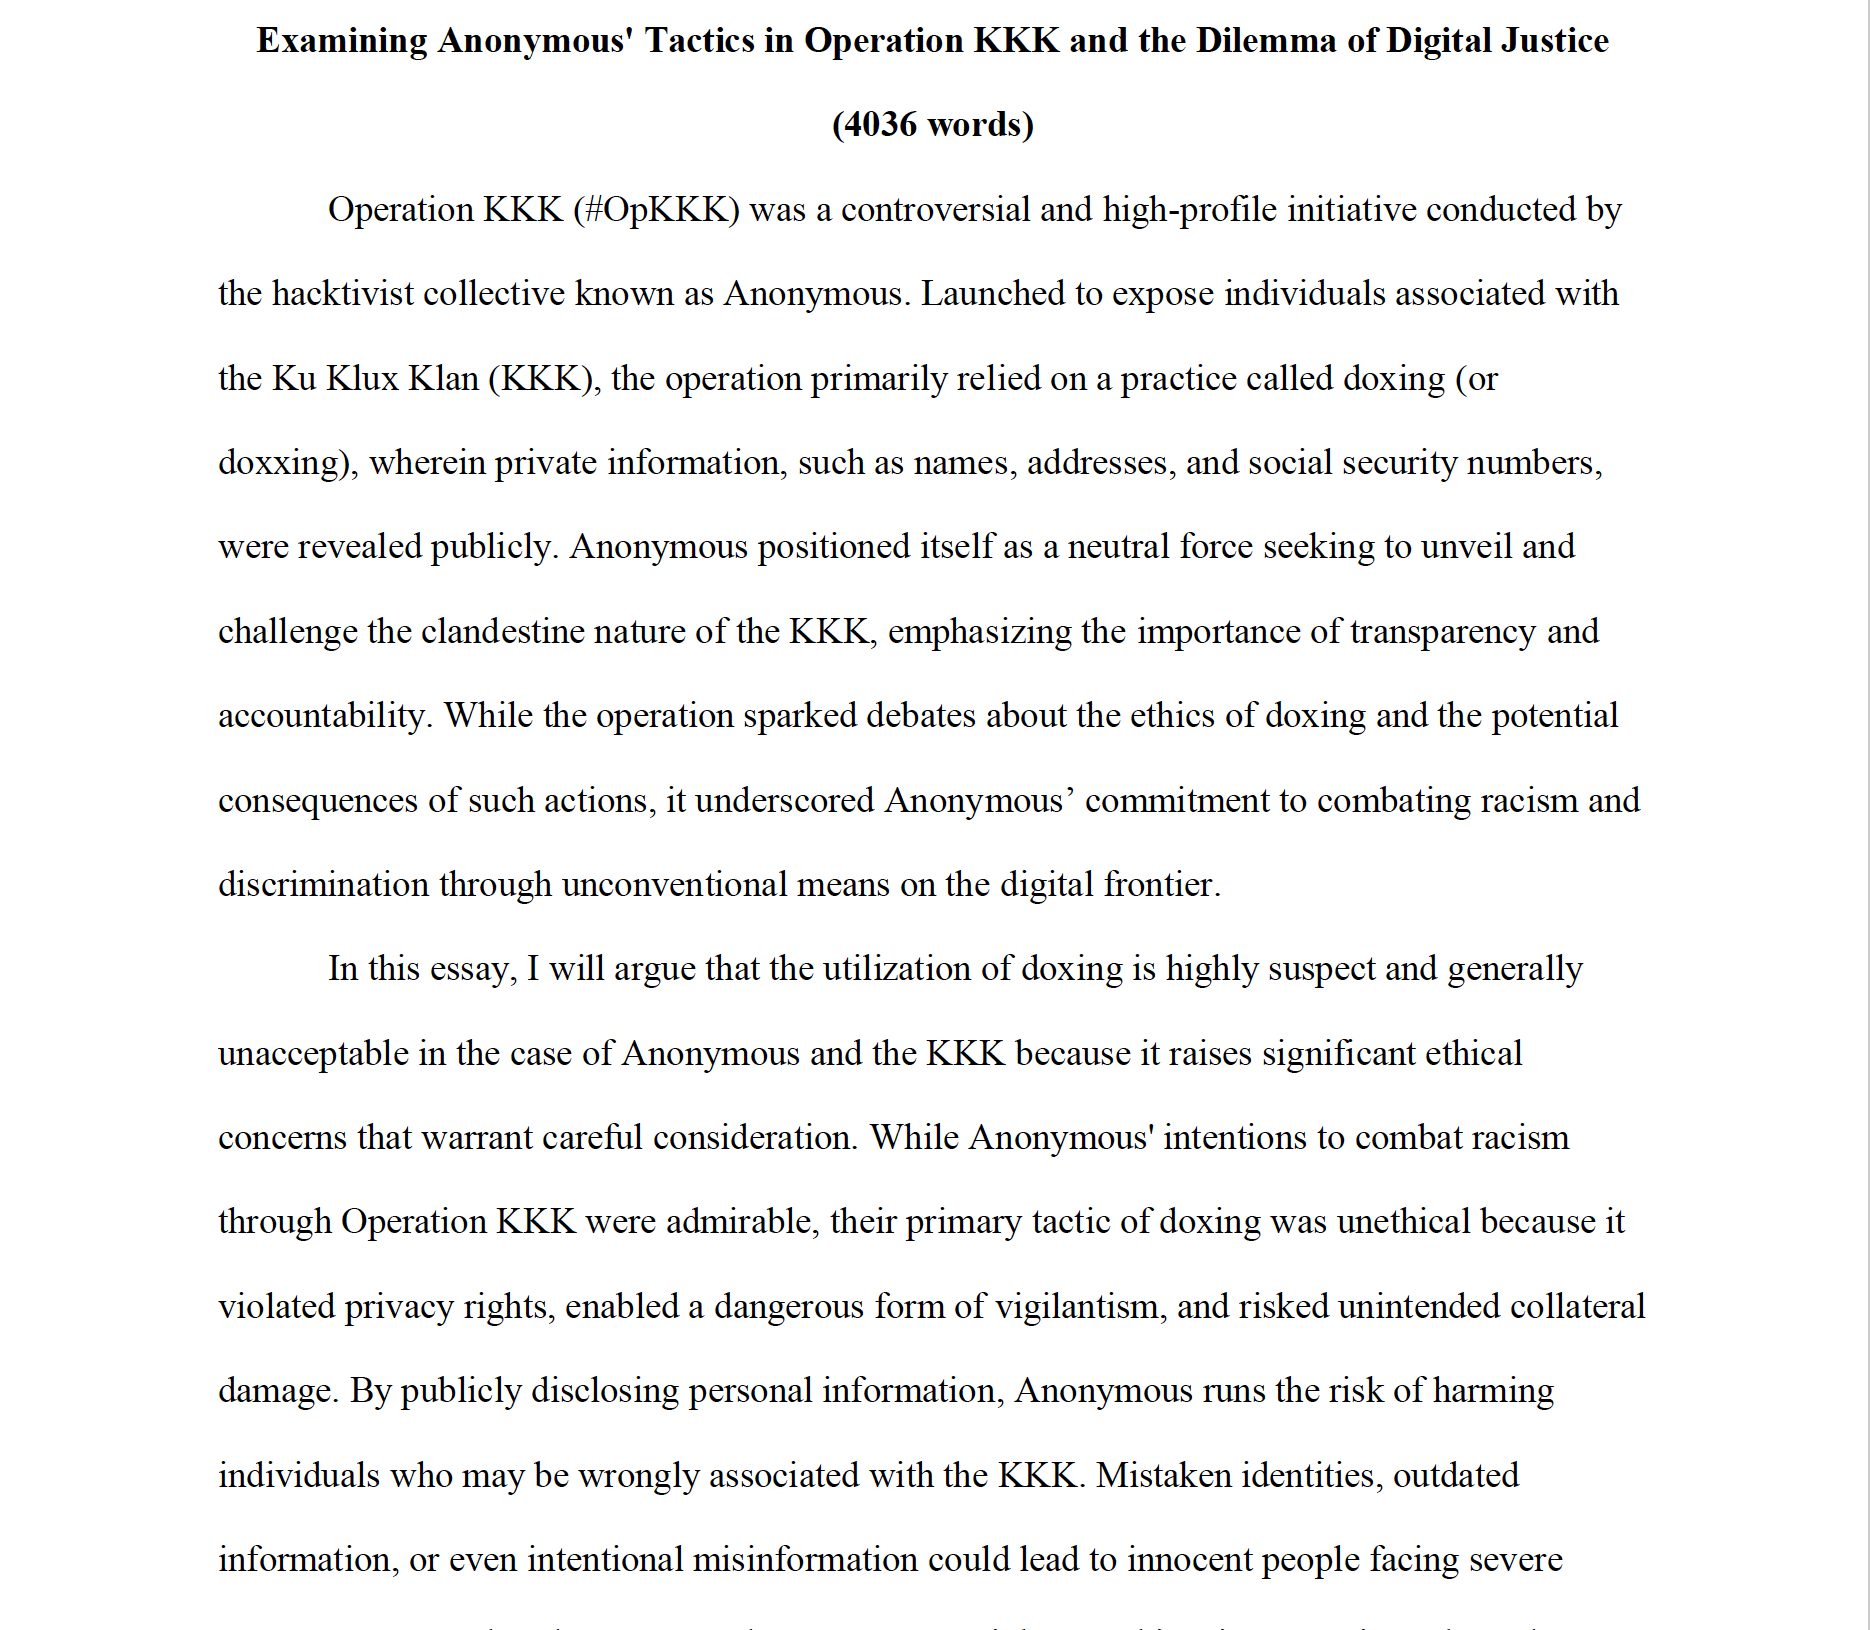 Examining Anonymous' Tactics in Operation KKK and the Dilemma of Digital Justice
(4036 words)
Operation KKK (#OpKKK) was a controversial and high-profile initiative conducted by
the hacktivist collective known as Anonymous. Launched to expose individuals associated with
the Ku Klux Klan (KKK), the operation primarily relied on a practice called doxing (or
doxxing), wherein private information, such as names, addresses, and social security numbers,
were revealed publicly. Anonymous positioned itself as a neutral force seeking to unveil and
challenge the clandestine nature of the KKK, emphasizing the importance of transparency and
accountability. While the operation sparked debates about the ethics of doxing and the potential
consequences of such actions, it underscored Anonymous’ commitment to combating racism and
discrimination through unconventional means on the digital frontier.
In this essay, I will argue that the utilization of doxing is highly suspect and generally
unacceptable in the case of Anonymous and the KKK because it raises significant ethical
concerns that warrant careful consideration. While Anonymous' intentions to combat racism
through Operation KKK were admirable, their primary tactic of doxing was unethical because it
violated privacy rights, enabled a dangerous form of vigilantism, and risked unintended collateral
damage. By publicly disclosing personal information, Anonymous runs the risk of harming
individuals who may be wrongly associated with the KKK. Mistaken identities, outdated
information, or even intentional misinformation could lead to innocent people facing severe